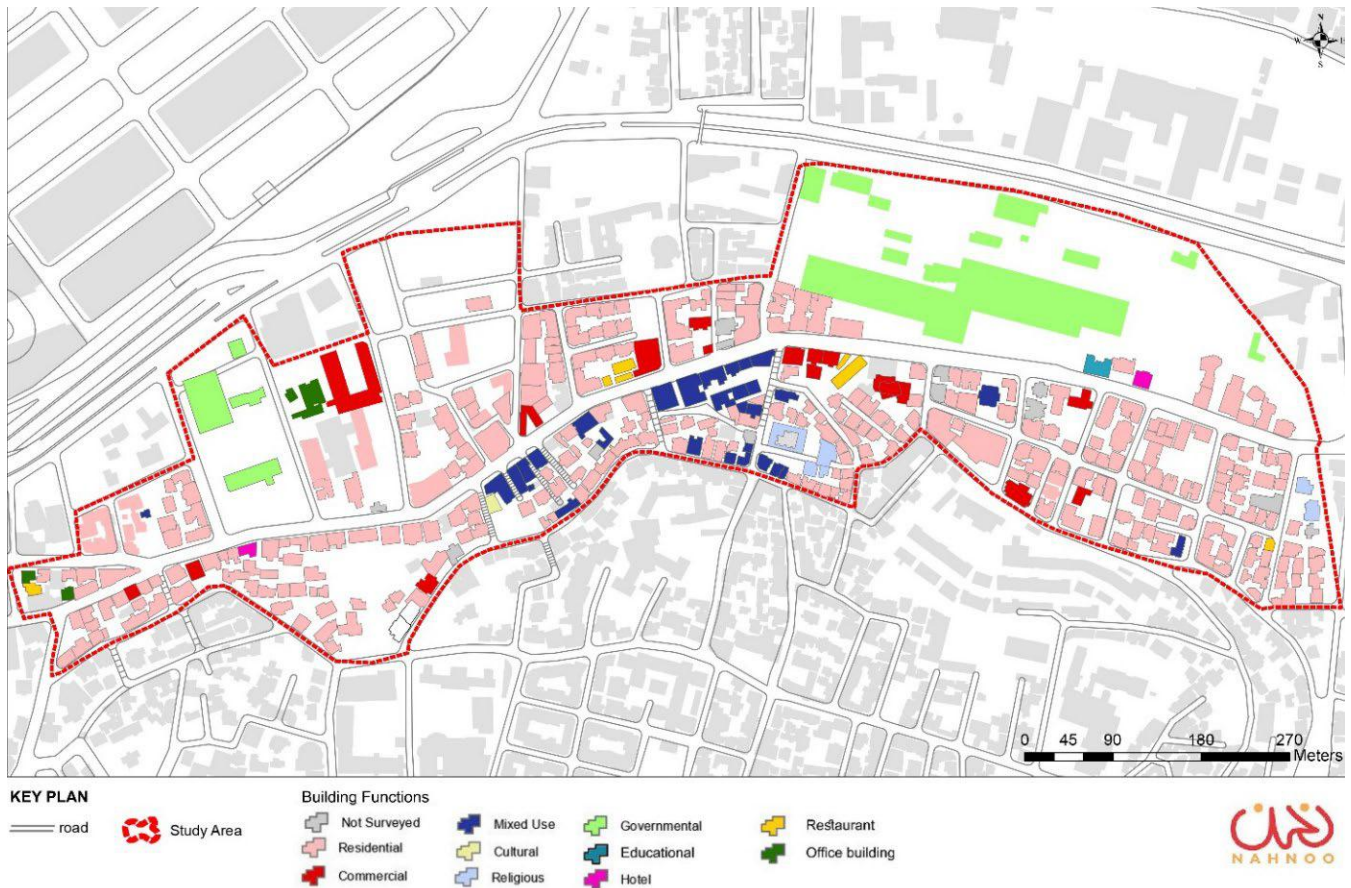 N
W E
S
0 45 90 180 270
Meters
KEY PLAN
road
Study Area
Building Functions
Not Surveyed
Residential
Commercial
Mixed Use
Cultural
Religious
Governmental
Educational
Hotel
Restaurant
Office building
نحن
NAHNOO